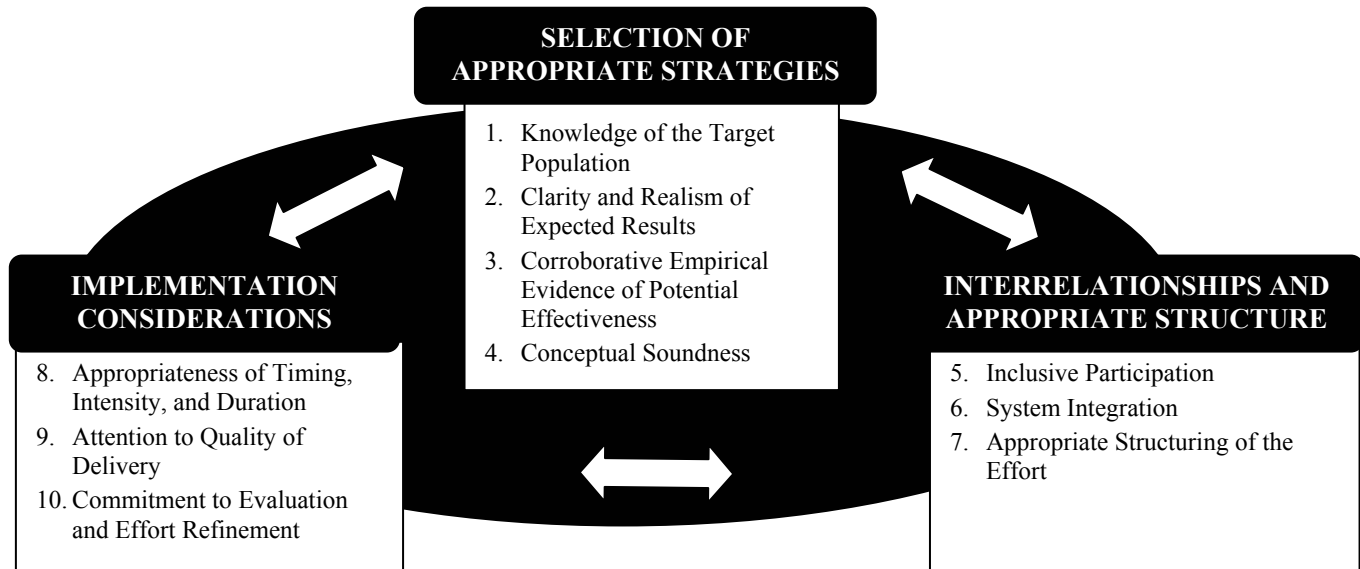 SELECTION OF
APPROPRIATE STRATEGIES
1. Knowledge of the Target
Population
2. Clarity and Realism of
Expected Results
3. Corroborative Empirical
Evidence of Potential
Effectiveness
4. Conceptual Soundness
INTERRELATIONSHIPS AND
APPROPRIATE STRUCTURE
5. Inclusive Participation
6. System Integration
7. Appropriate Structuring of the
Effort
IMPLEMENTATION
CONSIDERATIONS
8. Appropriateness of Timing,
Intensity, and Duration
9. Attention to Quality of
Delivery
10. Commitment to Evaluation
and Effort Refinement